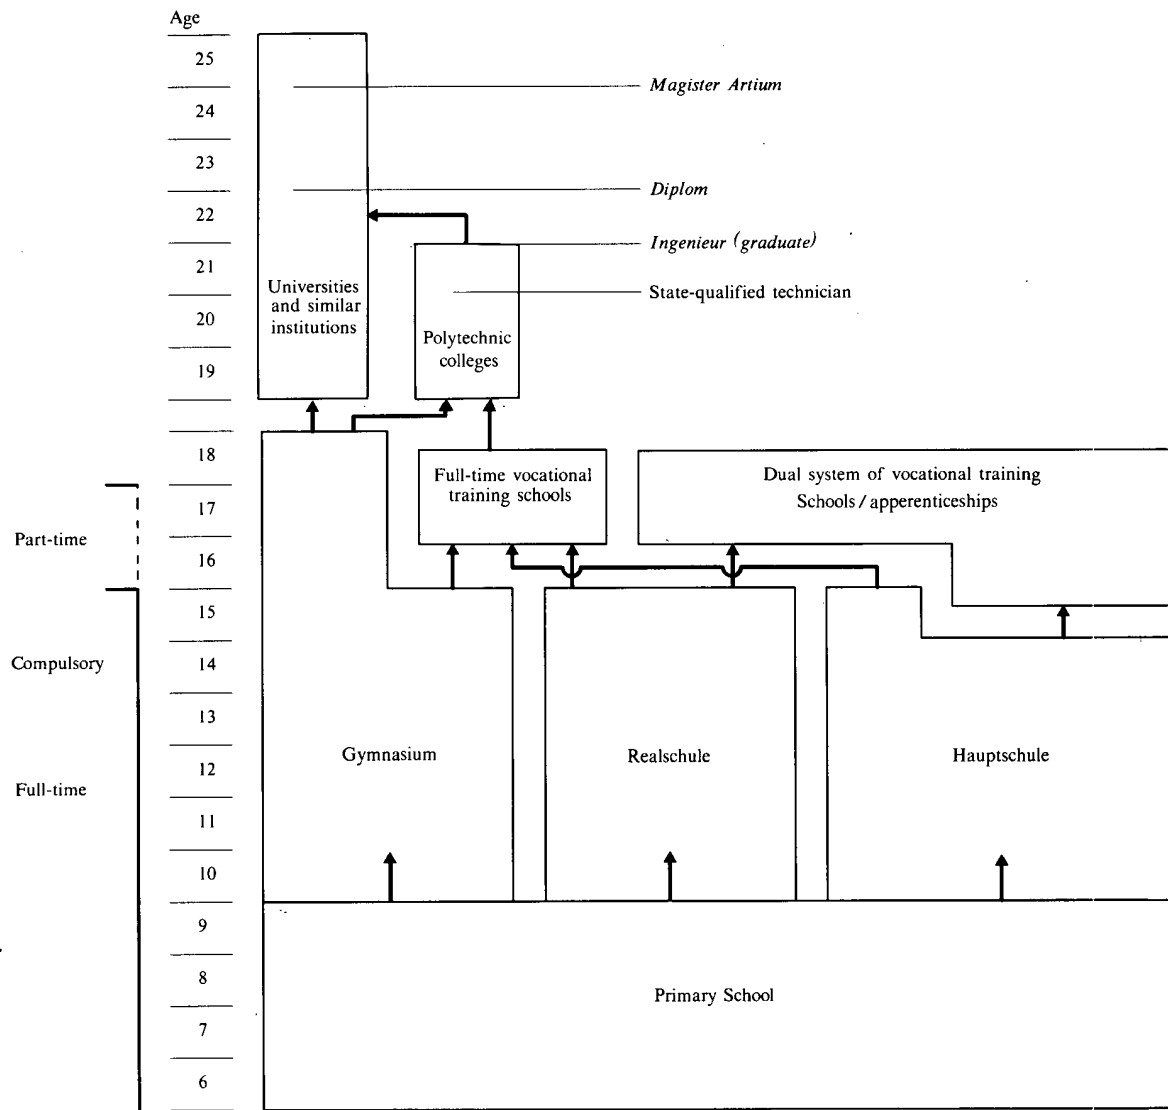 Age
25
Magister Artium
24
23
Diplom
22
Ingenieur (graduate)
21
Universities
and similar
institutions
State-qualified technician
20
Polytechnic
colleges
19
18
Full-time vocational
training schools
Dual system of vocational training
Schools / apperenticeships
17
Part-time
16
15
Compulsory
14
13
Gymnasium
Realschule
Hauptschule
12
Full-time
11
10
9
8
Primary School
7
6